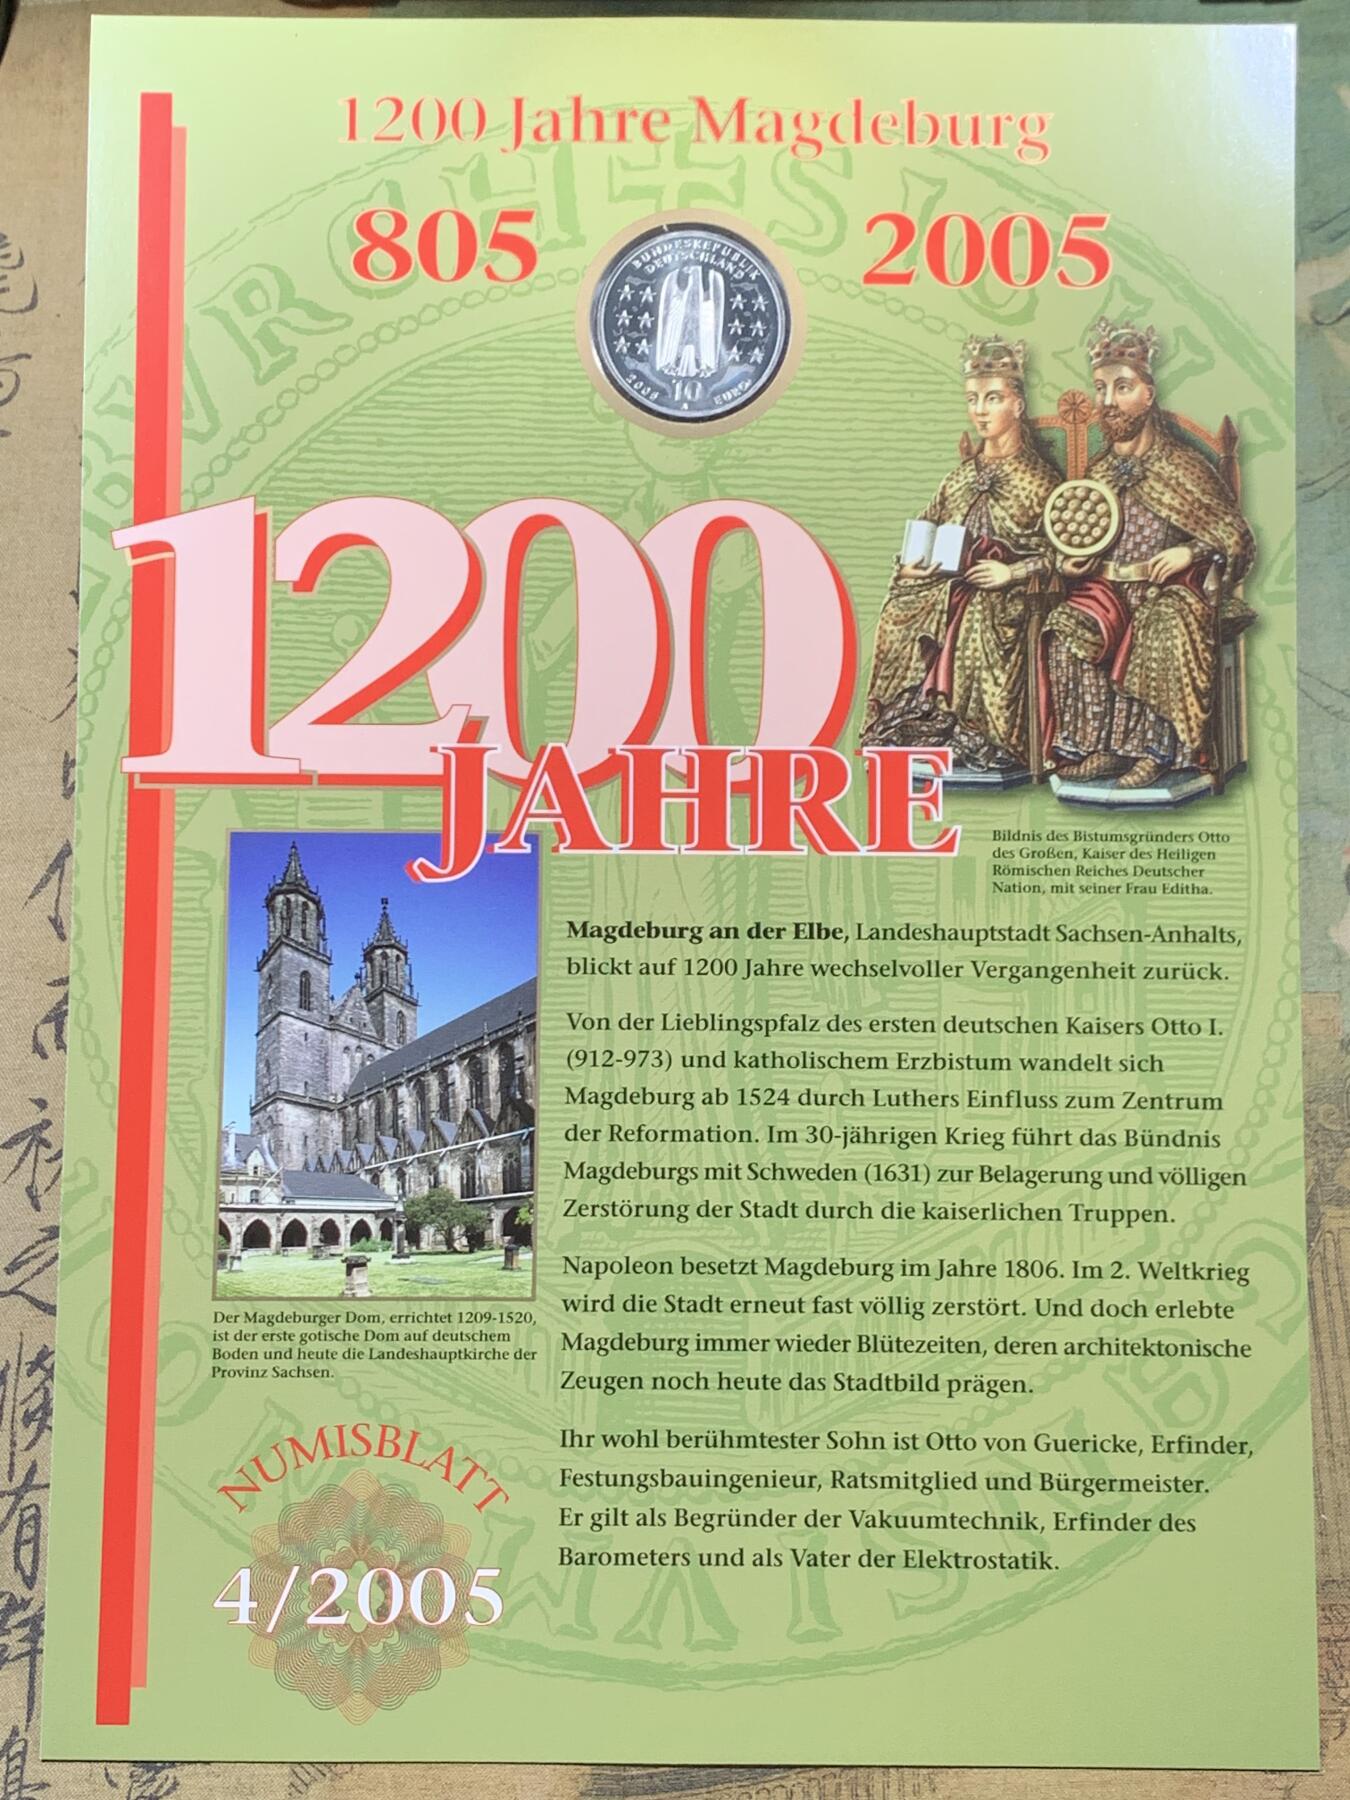 1200 Jahre Magdeburg
805 2005
BUNDESREPUBLIK
DEUTSCHLAND
2005 10 EURO
A
1200
JAHRE
Bildnis des Bistumsgründers Otto
des Großen, Kaiser des Heiligen
Römischen Reiches Deutscher
Nation, mit seiner Frau Editha.
Magdeburg an der Elbe, Landeshauptstadt Sachsen-Anhalts,
blickt auf 1200 Jahre wechselvoller Vergangenheit zurück.
Von der Lieblingspfalz des ersten deutschen Kaisers Otto I.
(912-973) und katholischem Erzbistum wandelt sich
Magdeburg ab 1524 durch Luthers Einfluss zum Zentrum
der Reformation. Im 30-jährigen Krieg führt das Bündnis
Magdeburgs mit Schweden (1631) zur Belagerung und völligen
Zerstörung der Stadt durch die kaiserlichen Truppen.
Napoleon besetzt Magdeburg im Jahre 1806. Im 2. Weltkrieg
wird die Stadt erneut fast völlig zerstört. Und doch erlebte
Magdeburg immer wieder Blütezeiten, deren architektonische
Zeugen noch heute das Stadtbild prägen.
Ihr wohl berühmtester Sohn ist Otto von Guericke, Erfinder,
Festungsbauingenieur, Ratsmitglied und Bürgermeister.
Er gilt als Begründer der Vakuumtechnik, Erfinder des
Barometers und als Vater der Elektrostatik.
Der Magdeburger Dom, errichtet 1209-1520,
ist der erste gotische Dom auf deutschem
Boden und heute die Landeshauptkirche der
Provinz Sachsen.
NUMISBLATT
4/2005